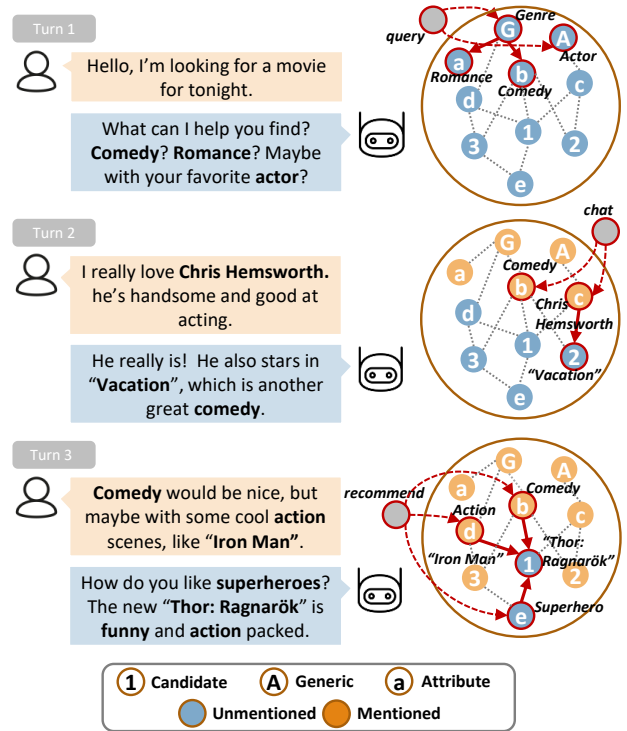 Turn 1
Hello, I'm looking for a movie
for tonight.
What can I help you find?
Comedy? Romance? Maybe
with your favorite actor?
query
Genre
G
A
Actor
a
Romance
b
Comedy
c
d
1
3
2
e
Turn 2
I really love Chris Hemsworth.
he's handsome and good at
acting.
He really is! He also stars in
“Vacation”, which is another
great comedy.
chat
G
A
Comedy
a
b
Chris
c
Hemsworth
d
1
3
2
“Vacation”
e
Turn 3
Comedy would be nice, but
maybe with some cool action
scenes, like “Iron Man”.
How do you like superheroes?
The new “Thor: Ragnarök” is
funny and action packed.
recommend
G
A
Comedy
a
Action
b
c
d
“Thor:
Ragnarök”
“Iron Man”
1
3
2
e
Superhero
1 Candidate A Generic a Attribute
Unmentioned Mentioned